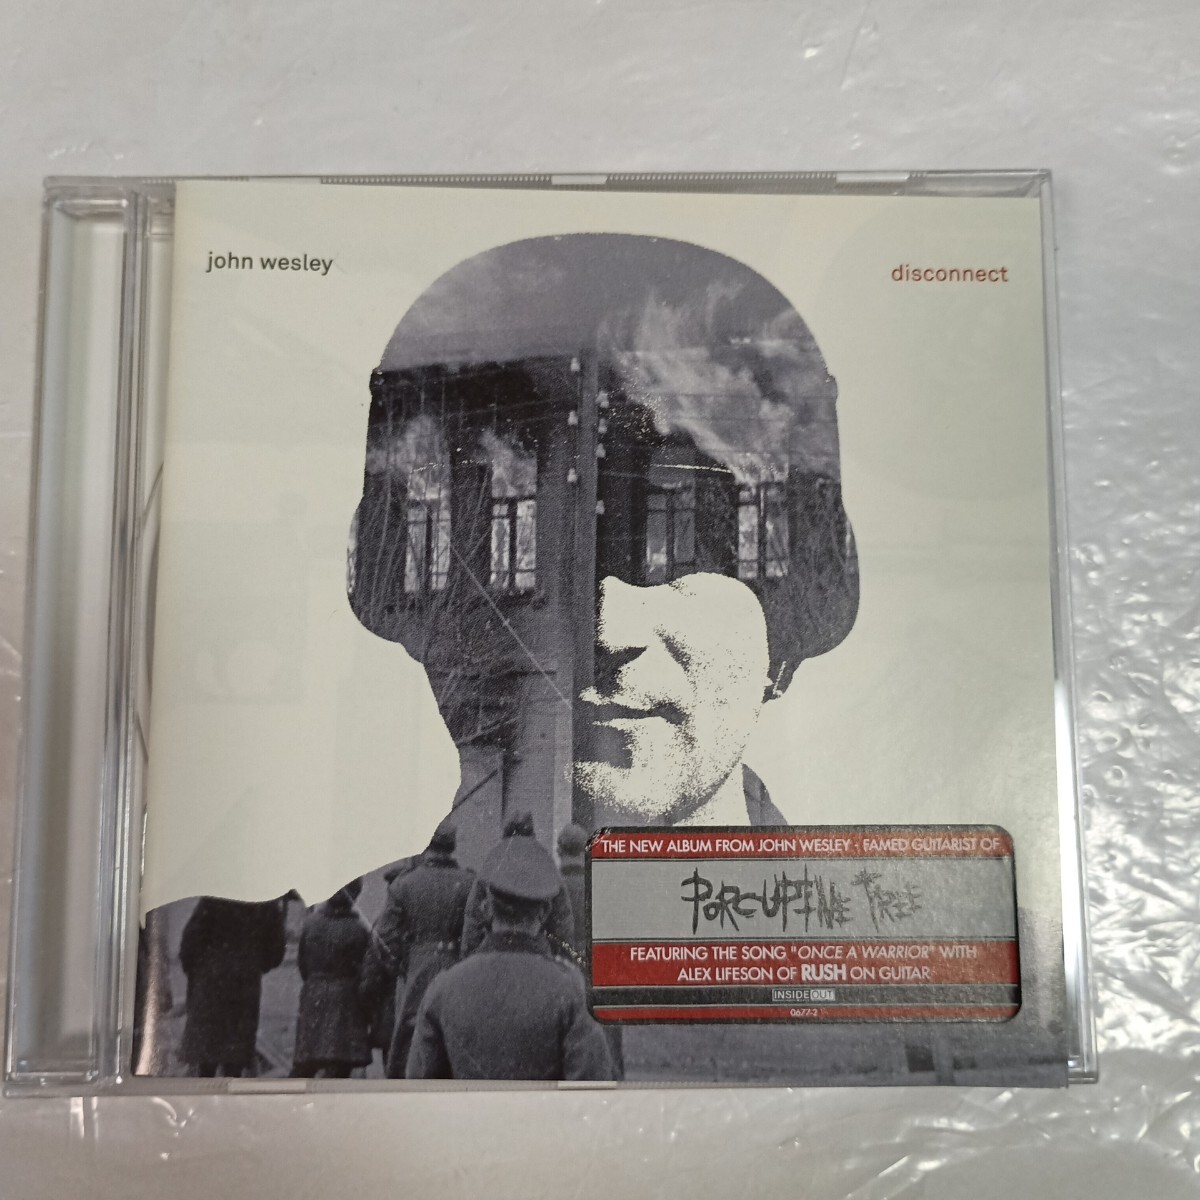 john wesley
disconnect
THE NEW ALBUM FROM JOHN WESLEY - FAMED GUITARIST OF
PORCUPINE TREE
FEATURING THE SONG "ONCE A WARRIOR" WITH
ALEX LIFESON OF RUSH ON GUITAR
INSIDEOUT
0677-2